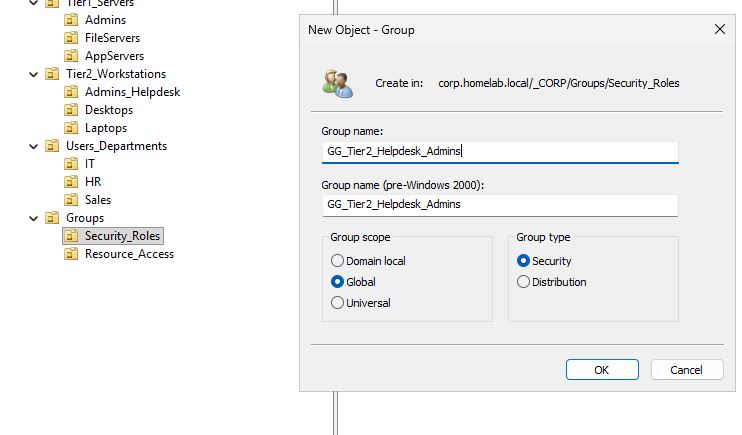 Tier1_Servers
Admins
FileServers
AppServers
Tier2_Workstations
Admins_Helpdesk
Desktops
Laptops
Users_Departments
IT
HR
Sales
Groups
Security_Roles
Resource_Access
New Object - Group
Create in: corp.homelab.local/_CORP/Groups/Security_Roles
Group name:
GG_Tier2_Helpdesk_Admins
Group name (pre-Windows 2000):
GG_Tier2_Helpdesk_Admins
Group scope
Domain local
Global
Universal
Group type
Security
Distribution
OK
Cancel